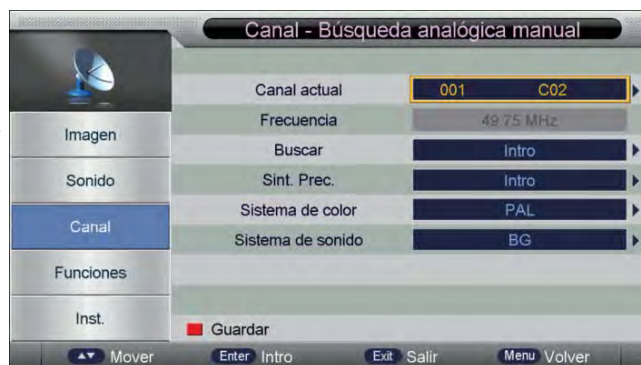 Canal - Búsqueda analógica manual
Canal actual 001 C02
Frecuencia 49.75 MHz
Buscar Intro
Sint. Prec. Intro
Sistema de color PAL
Sistema de sonido BG
Imagen
Sonido
Canal
Funciones
Inst.
Guardar
Mover Enter Intro Exit Salir Menu Volver